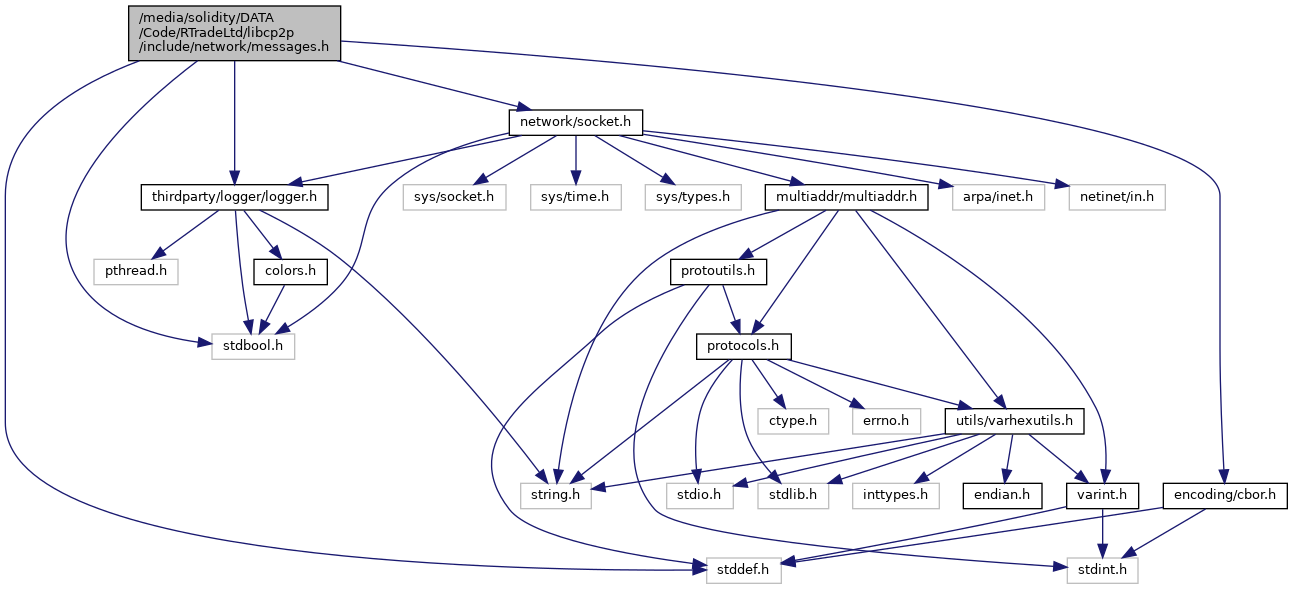 /media/solidity/DATA
/Code/RTradeLtd/libcp2p
/include/network/messages.h
network/socket.h
thirdparty/logger/logger.h
sys/socket.h
sys/time.h
sys/types.h
multiaddr/multiaddr.h
arpa/inet.h
netinet/in.h
pthread.h
colors.h
protoutils.h
stdbool.h
protocols.h
ctype.h
errno.h
utils/varhexutils.h
string.h
stdio.h
stdlib.h
inttypes.h
endian.h
varint.h
encoding/cbor.h
stddef.h
stdint.h